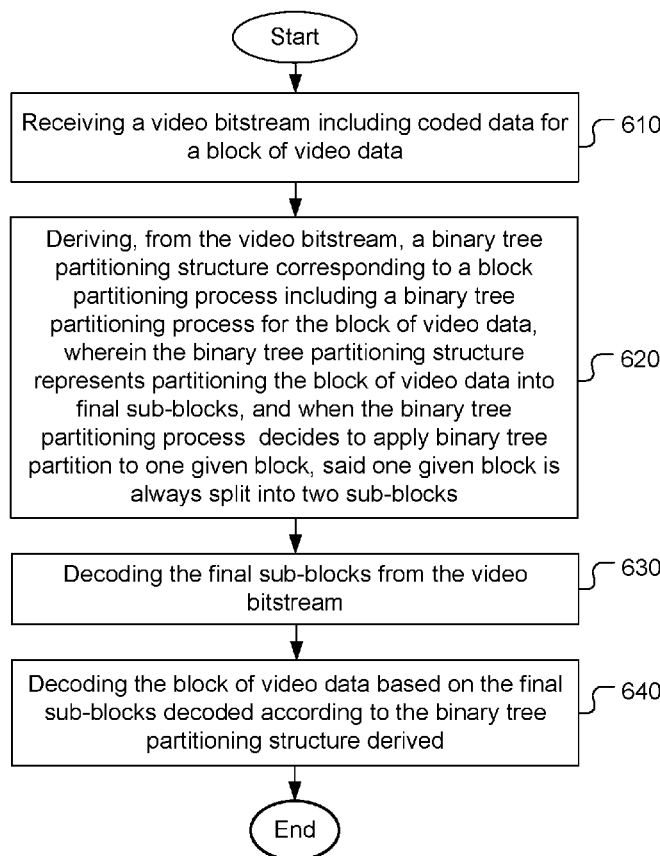 Start
Receiving a video bitstream including coded data for
a block of video data
610
Deriving, from the video bitstream, a binary tree
partitioning structure corresponding to a block
partitioning process including a binary tree
partitioning process for the block of video data,
wherein the binary tree partitioning structure
represents partitioning the block of video data into
final sub-blocks, and when the binary tree
partitioning process decides to apply binary tree
partition to one given block, said one given block is
always split into two sub-blocks
620
Decoding the final sub-blocks from the video
bitstream
630
Decoding the block of video data based on the final
sub-blocks decoded according to the binary tree
partitioning structure derived
640
End